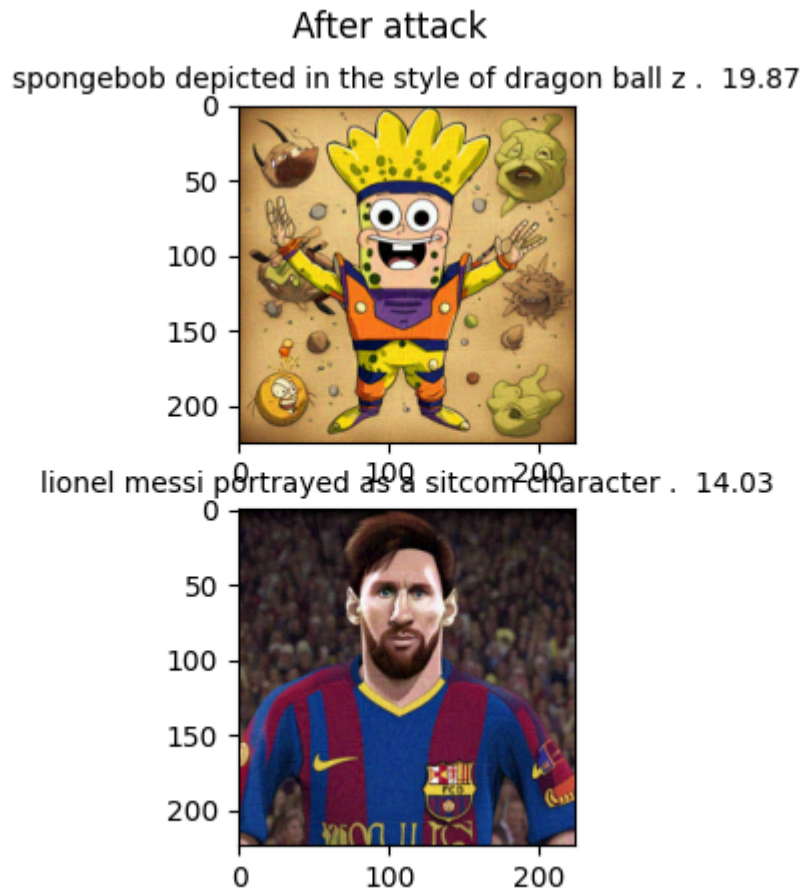 After attack
spongebob depicted in the style of dragon ball z .  19.87
0
50
100
150
200
0 100 200
lionel messi portrayed as a sitcom character .  14.03
0
50
100
150
200
FCD
0 100 200